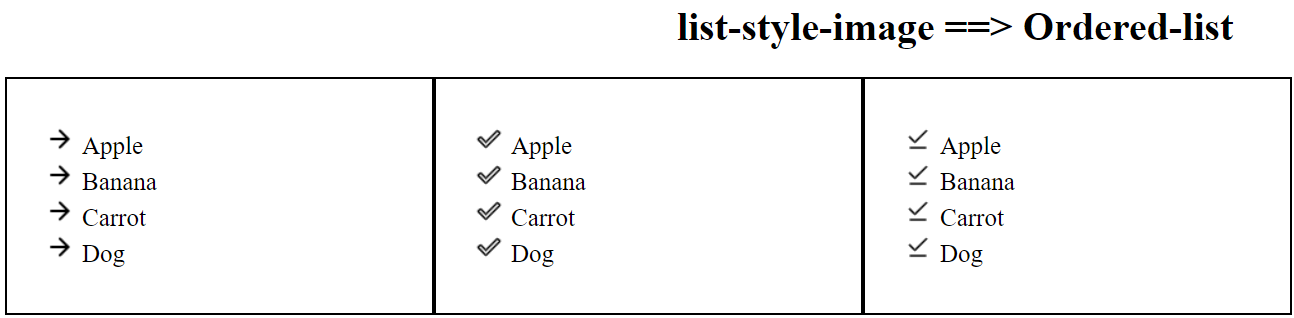 list-style-image ==> Ordered-list
Apple
Banana
Carrot
Dog
Apple
Banana
Carrot
Dog
Apple
Banana
Carrot
Dog